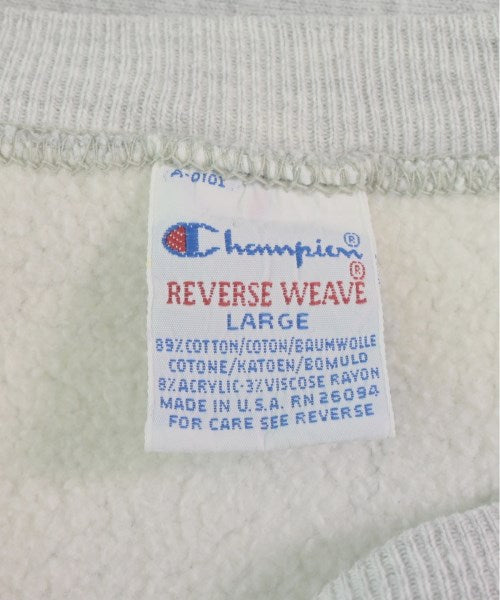 A-0101
Champion®
REVERSE WEAVE®
LARGE
89% COTTON/COTON/BAUMWOLLE
COTONE/KATOEN/BOMULD
8% ACRYLIC-3% VISCOSE RAYON
MADE IN U.S.A. RN 26094
FOR CARE SEE REVERSE